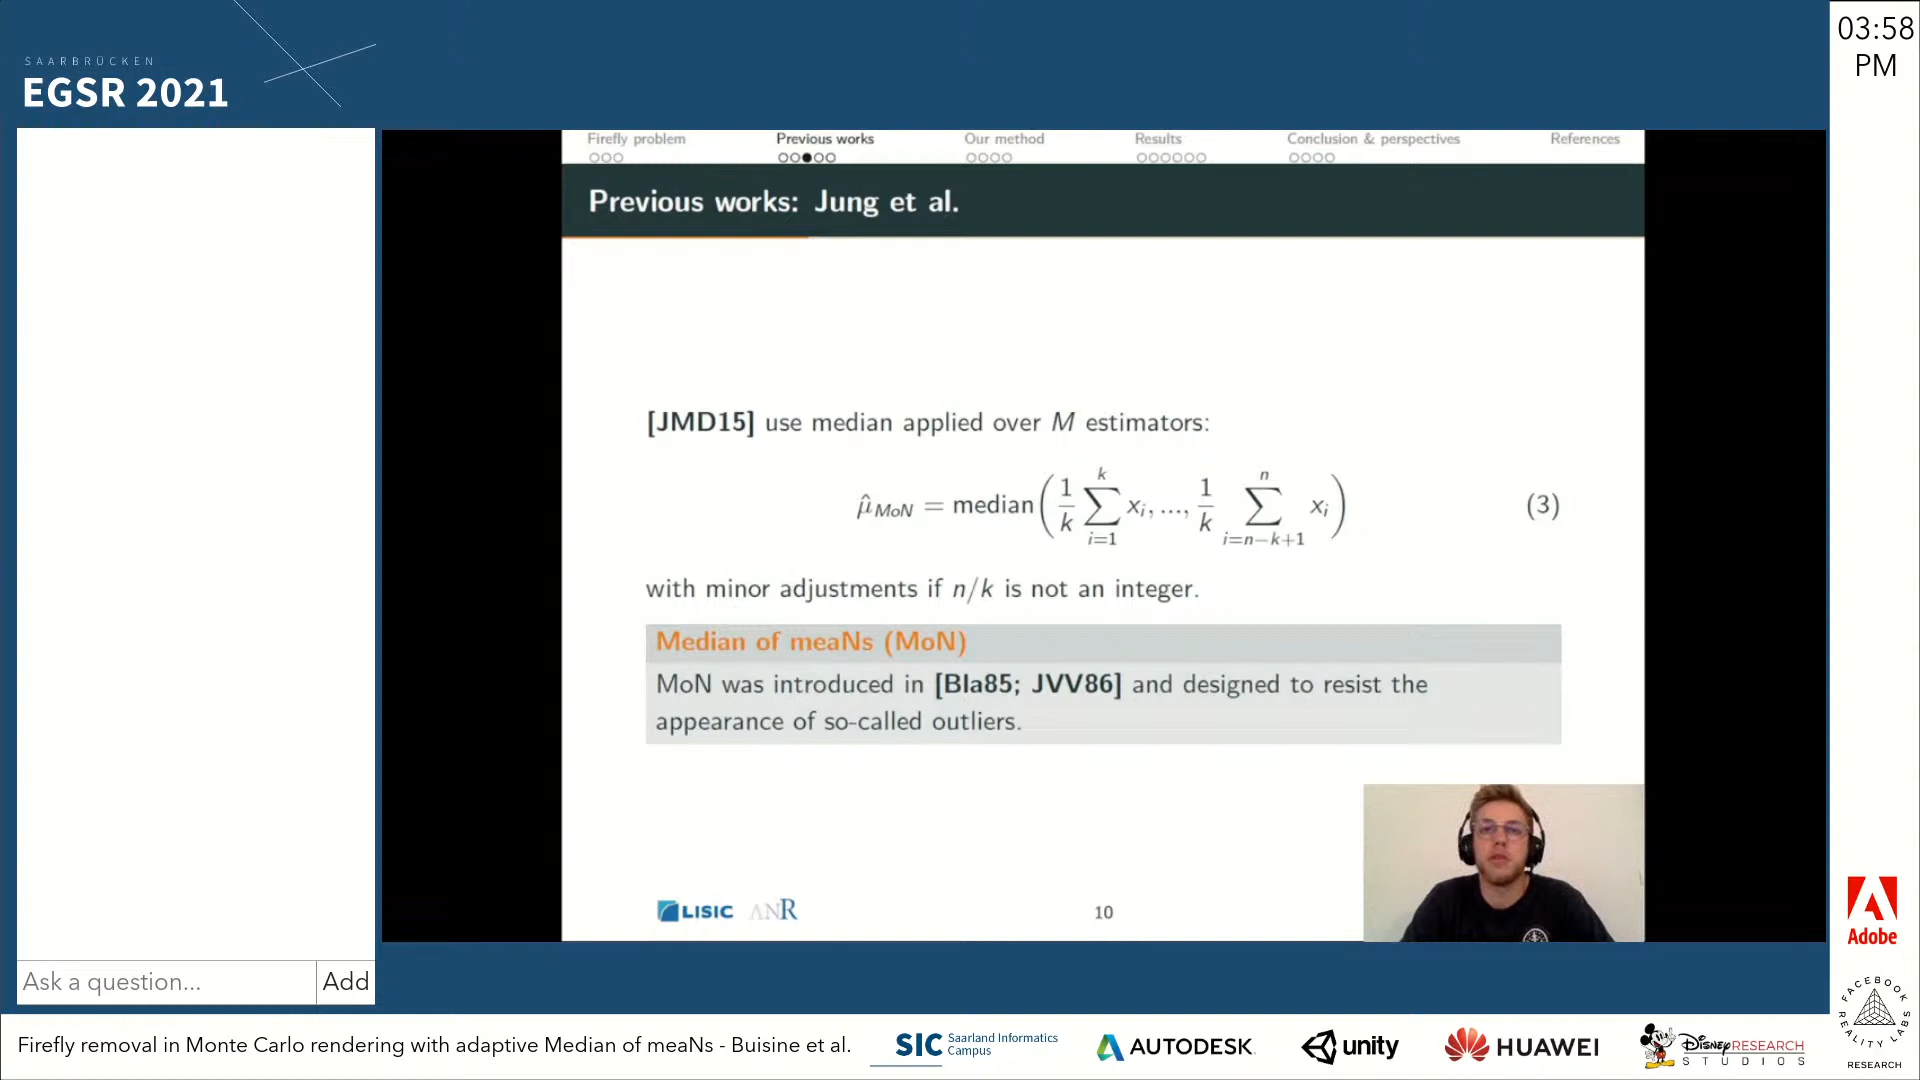 SAARBRÜCKEN
EGSR 2021
03:58
PM
Firefly problem Previous works Our method Results Conclusion & perspectives References
Previous works: Jung et al.
[JMD15] use median applied over M estimators:
μ̂_MoN = median( 1/k ∑_{i=1}^{k} x_i, ..., 1/k ∑_{i=n−k+1}^{n} x_i ) (3)
with minor adjustments if n/k is not an integer.
Median of meaNs (MoN)
MoN was introduced in [Bla85; JVV86] and designed to resist the
appearance of so-called outliers.
LISIC ANR
10
Ask a question... Add
Adobe
FACEBOOK
REALITY LABS
RESEARCH
Firefly removal in Monte Carlo rendering with adaptive Median of meaNs - Buisine et al.
SIC Saarland Informatics
Campus
AUTODESK
unity
HUAWEI
Disney RESEARCH
STUDIOS